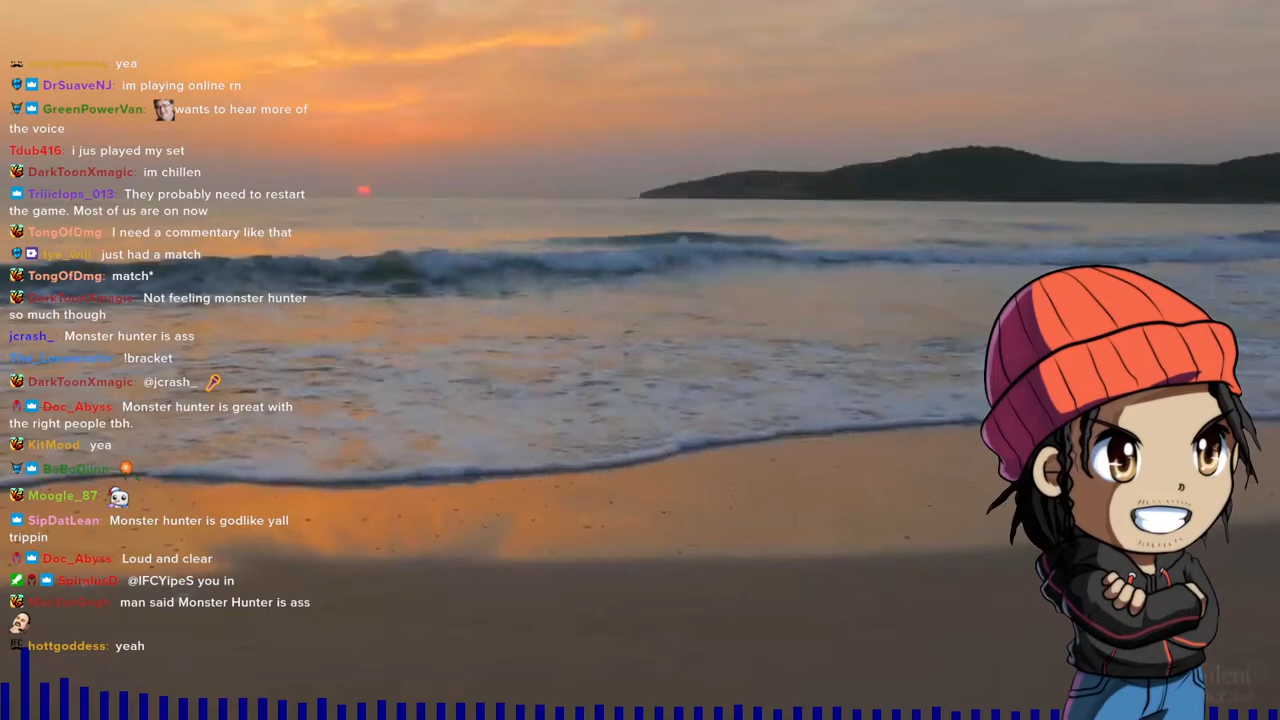 yea
DrSuaveNJ: im playing online rn
GreenPowerVan: wants to hear more of
the voice
Tdub416: i jus played my set
DarkToonXmagic: im chillen
Triiiclops_013: They probably need to restart
the game. Most of us are on now
TongOfDmg: I need a commentary like that
tye_will: just had a match
TongOfDmg: match*
DarkToonXmagic: Not feeling monster hunter
so much though
jcrash_: Monster hunter is ass
!bracket
DarkToonXmagic: @jcrash_
Doc_Abyss: Monster hunter is great with
the right people tbh.
KitMood: yea
Moogle_87:
SipDatLean: Monster hunter is godlike yall
trippin
Doc_Abyss: Loud and clear
SpiralusD: @IFCYipeS you in
man said Monster Hunter is ass
IFC hottgoddess: yeah